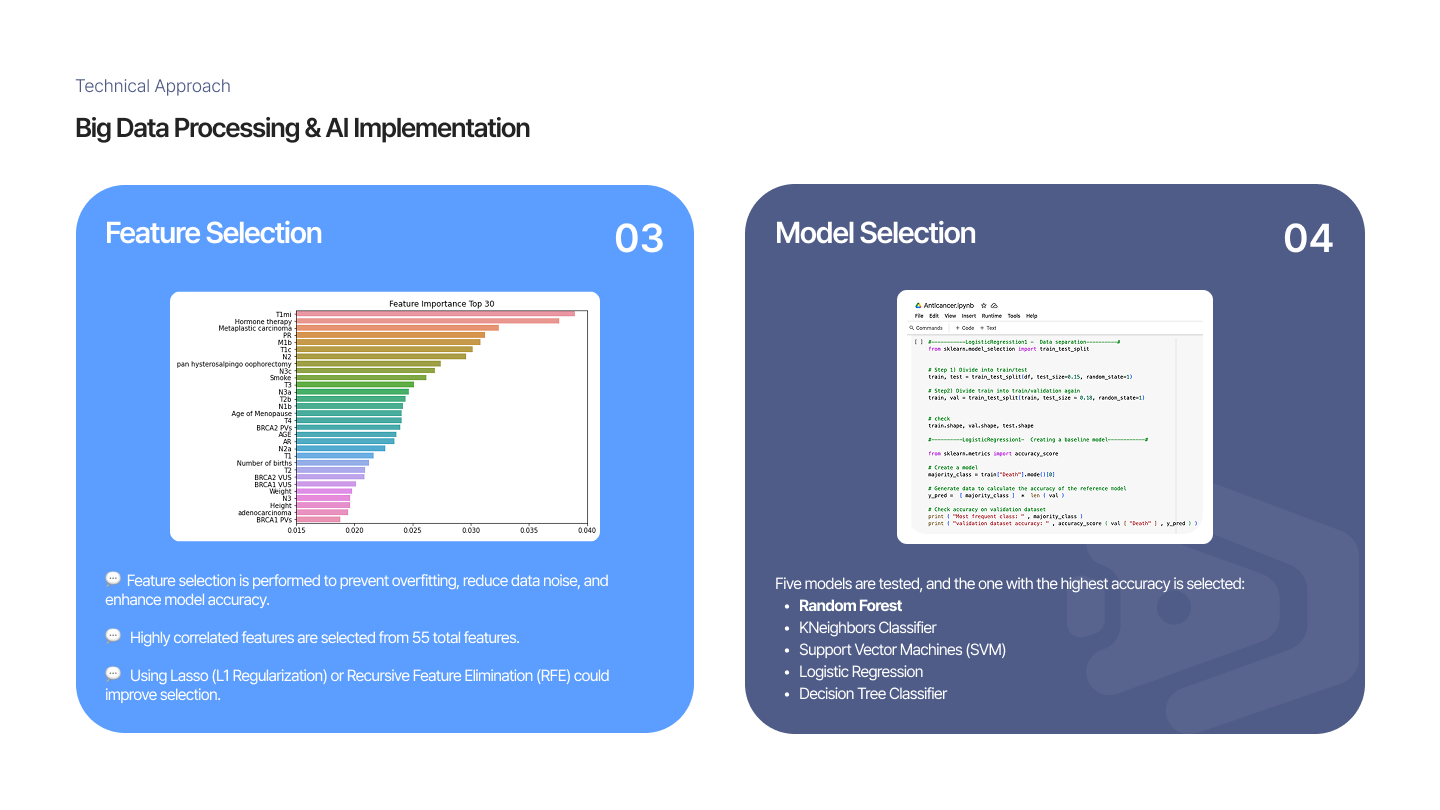 Technical Approach
Big Data Processing & AI Implementation
Feature Selection
03
Feature Importance Top 30
T1mi
Hormone therapy
Metaplastic carcinoma
PR
M1b
T1c
N2
pan hysterosalpingo oophorectomy
N3c
Smoke
T3
N3a
T2b
N1b
Age of Menopause
T4
BRCA2 PVs
AGE
AR
N2a
T1
Number of births
T2
BRCA2 VUS
BRCA1 VUS
Weight
N3
Height
adenocarcinoma
BRCA1 PVs
0.015 0.020 0.025 0.030 0.035 0.040
Feature selection is performed to prevent overfitting, reduce data noise, and
enhance model accuracy.
Highly correlated features are selected from 55 total features.
Using Lasso (L1 Regularization) or Recursive Feature Elimination (RFE) could
improve selection.
Model Selection
04
Anticancer.ipynb
File Edit View Insert Runtime Tools Help
Commands + Code + Text
[ ] #~~~~~~~~~~LogisticRegression1 ~ Data separation~~~~~~~~~~#
from sklearn.model_selection import train_test_split
# Step 1) Divide into train/test
train, test = train_test_split(df, test_size=0.15, random_state=1)
# Step2) Divide train into train/validation again
train, val = train_test_split(train, test_size = 0.18, random_state=1)
# check
train.shape, val.shape, test.shape
#~~~~~~~~~~LogisticRegression1~ Creating a baseline model~~~~~~~~~~~~#
from sklearn.metrics import accuracy_score
# Create a model
majority_class = train["Death"].mode()[0]
# Generate data to calculate the accuracy of the reference model
y_pred = [ majority_class ] * len ( val )
# Check accuracy on validation dataset
print ( "Most frequent class: " , majority_class )
print ( "validation dataset accuracy: " , accuracy_score ( val [ "Death" ] , y_pred ) )
Five models are tested, and the one with the highest accuracy is selected:
• Random Forest
• KNeighbors Classifier
• Support Vector Machines (SVM)
• Logistic Regression
• Decision Tree Classifier